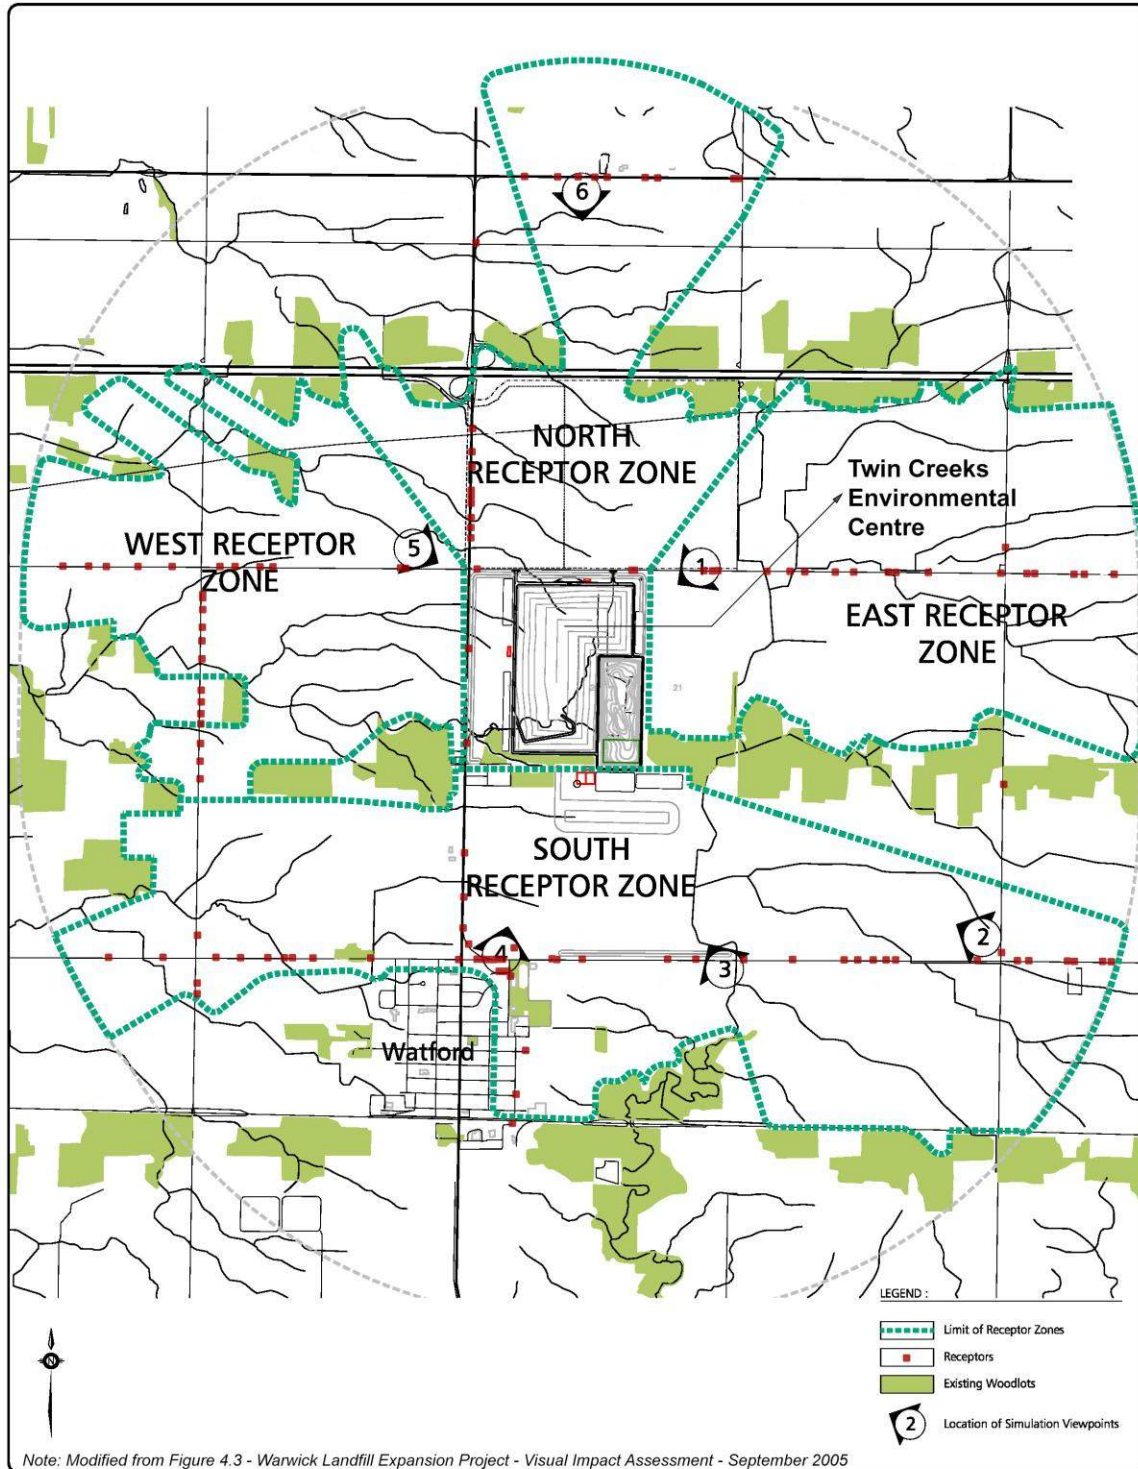 6
NORTH
RECEPTOR ZONE
Twin Creeks
Environmental
Centre
WEST RECEPTOR
ZONE
5
1
EAST RECEPTOR
ZONE
21
SOUTH
RECEPTOR ZONE
4
3
2
Watford
LEGEND :
Limit of Receptor Zones
Receptors
Existing Woodlots
2
Location of Simulation Viewpoints
N
Note: Modified from Figure 4.3 - Warwick Landfill Expansion Project - Visual Impact Assessment - September 2005